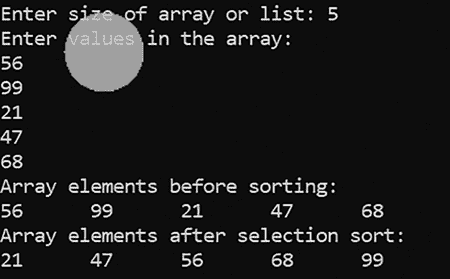 Enter size of array or list: 5
Enter values in the array:
56
99
21
47
68
Array elements before sorting:
56 99 21 47 68
Array elements after selection sort:
21 47 56 68 99